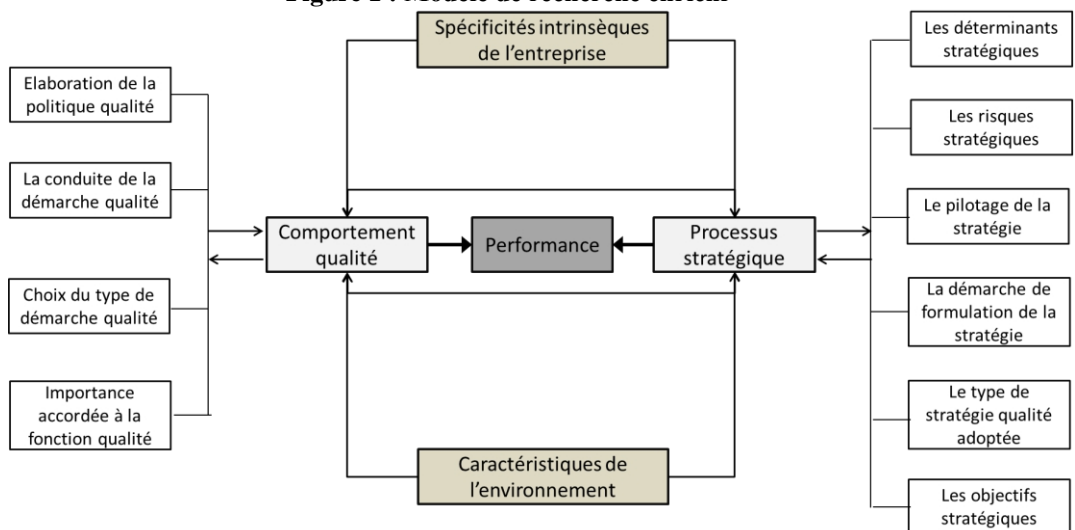 Spécificités intrinsèques
de l'entreprise
Elaboration de la
politique qualité
La conduite de la
démarche qualité
Choix du type de
démarche qualité
Importance
accordée à la
fonction qualité
Comportement
qualité
Performance
Processus
stratégique
Caractéristiques de
l'environnement
Les déterminants
stratégiques
Les risques
stratégiques
Le pilotage de la
stratégie
La démarche de
formulation de la
stratégie
Le type de
stratégie qualité
adoptée
Les objectifs
stratégiques